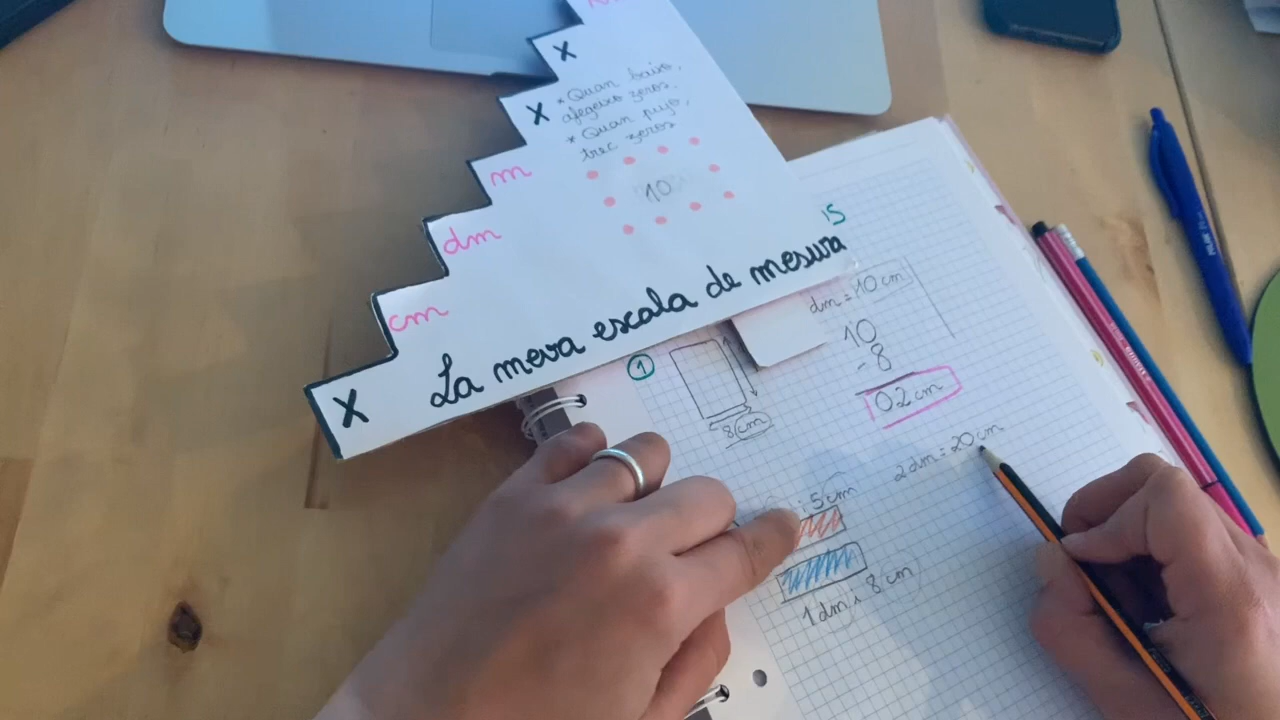 X
X
* Quan baixo,
afegeixo zeros.
* Quan pujo,
trec zeros
10
m
dm
cm
X
La meva escala de mesura
15
dm = 10 cm
10
- 8
02 cm
1
8 cm
2 dm = 20 cm
i 5 cm
1 dm i 8 cm